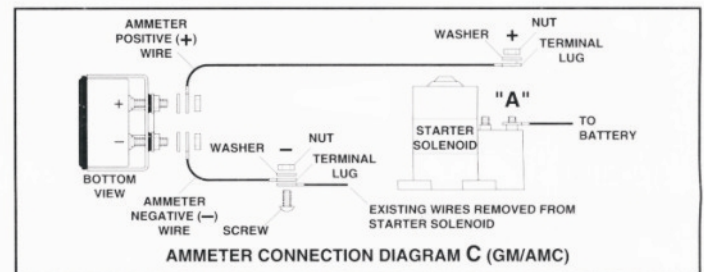 AMMETER
POSITIVE (+)
WIRE
WASHER
+
NUT
TERMINAL
LUG
+
−
BOTTOM
VIEW
"A"
STARTER
SOLENOID
TO
BATTERY
WASHER
−
NUT
TERMINAL
LUG
AMMETER
NEGATIVE (—)
WIRE
SCREW
EXISTING WIRES REMOVED FROM
STARTER SOLENOID
AMMETER CONNECTION DIAGRAM C (GM/AMC)